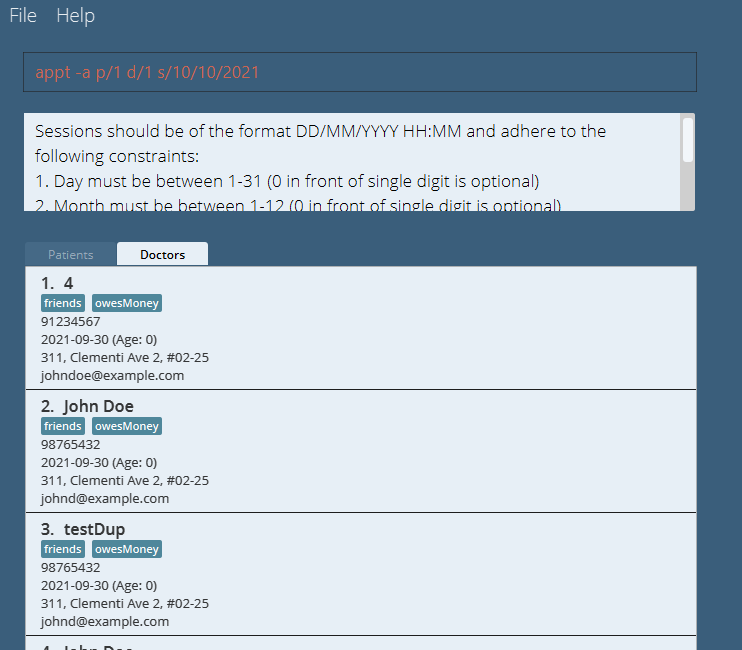 File Help
appt -a p/1 d/1 s/10/10/2021
Sessions should be of the format DD/MM/YYYY HH:MM and adhere to the
following constraints:
1. Day must be between 1-31 (0 in front of single digit is optional)
2. Month must be between 1-12 (0 in front of single digit is optional)
Patients Doctors
1. 4
friends owesMoney
91234567
2021-09-30 (Age: 0)
311, Clementi Ave 2, #02-25
johndoe@example.com
2. John Doe
friends owesMoney
98765432
2021-09-30 (Age: 0)
311, Clementi Ave 2, #02-25
johnd@example.com
3. testDup
friends owesMoney
98765432
2021-09-30 (Age: 0)
311, Clementi Ave 2, #02-25
johnd@example.com
4. John Doe